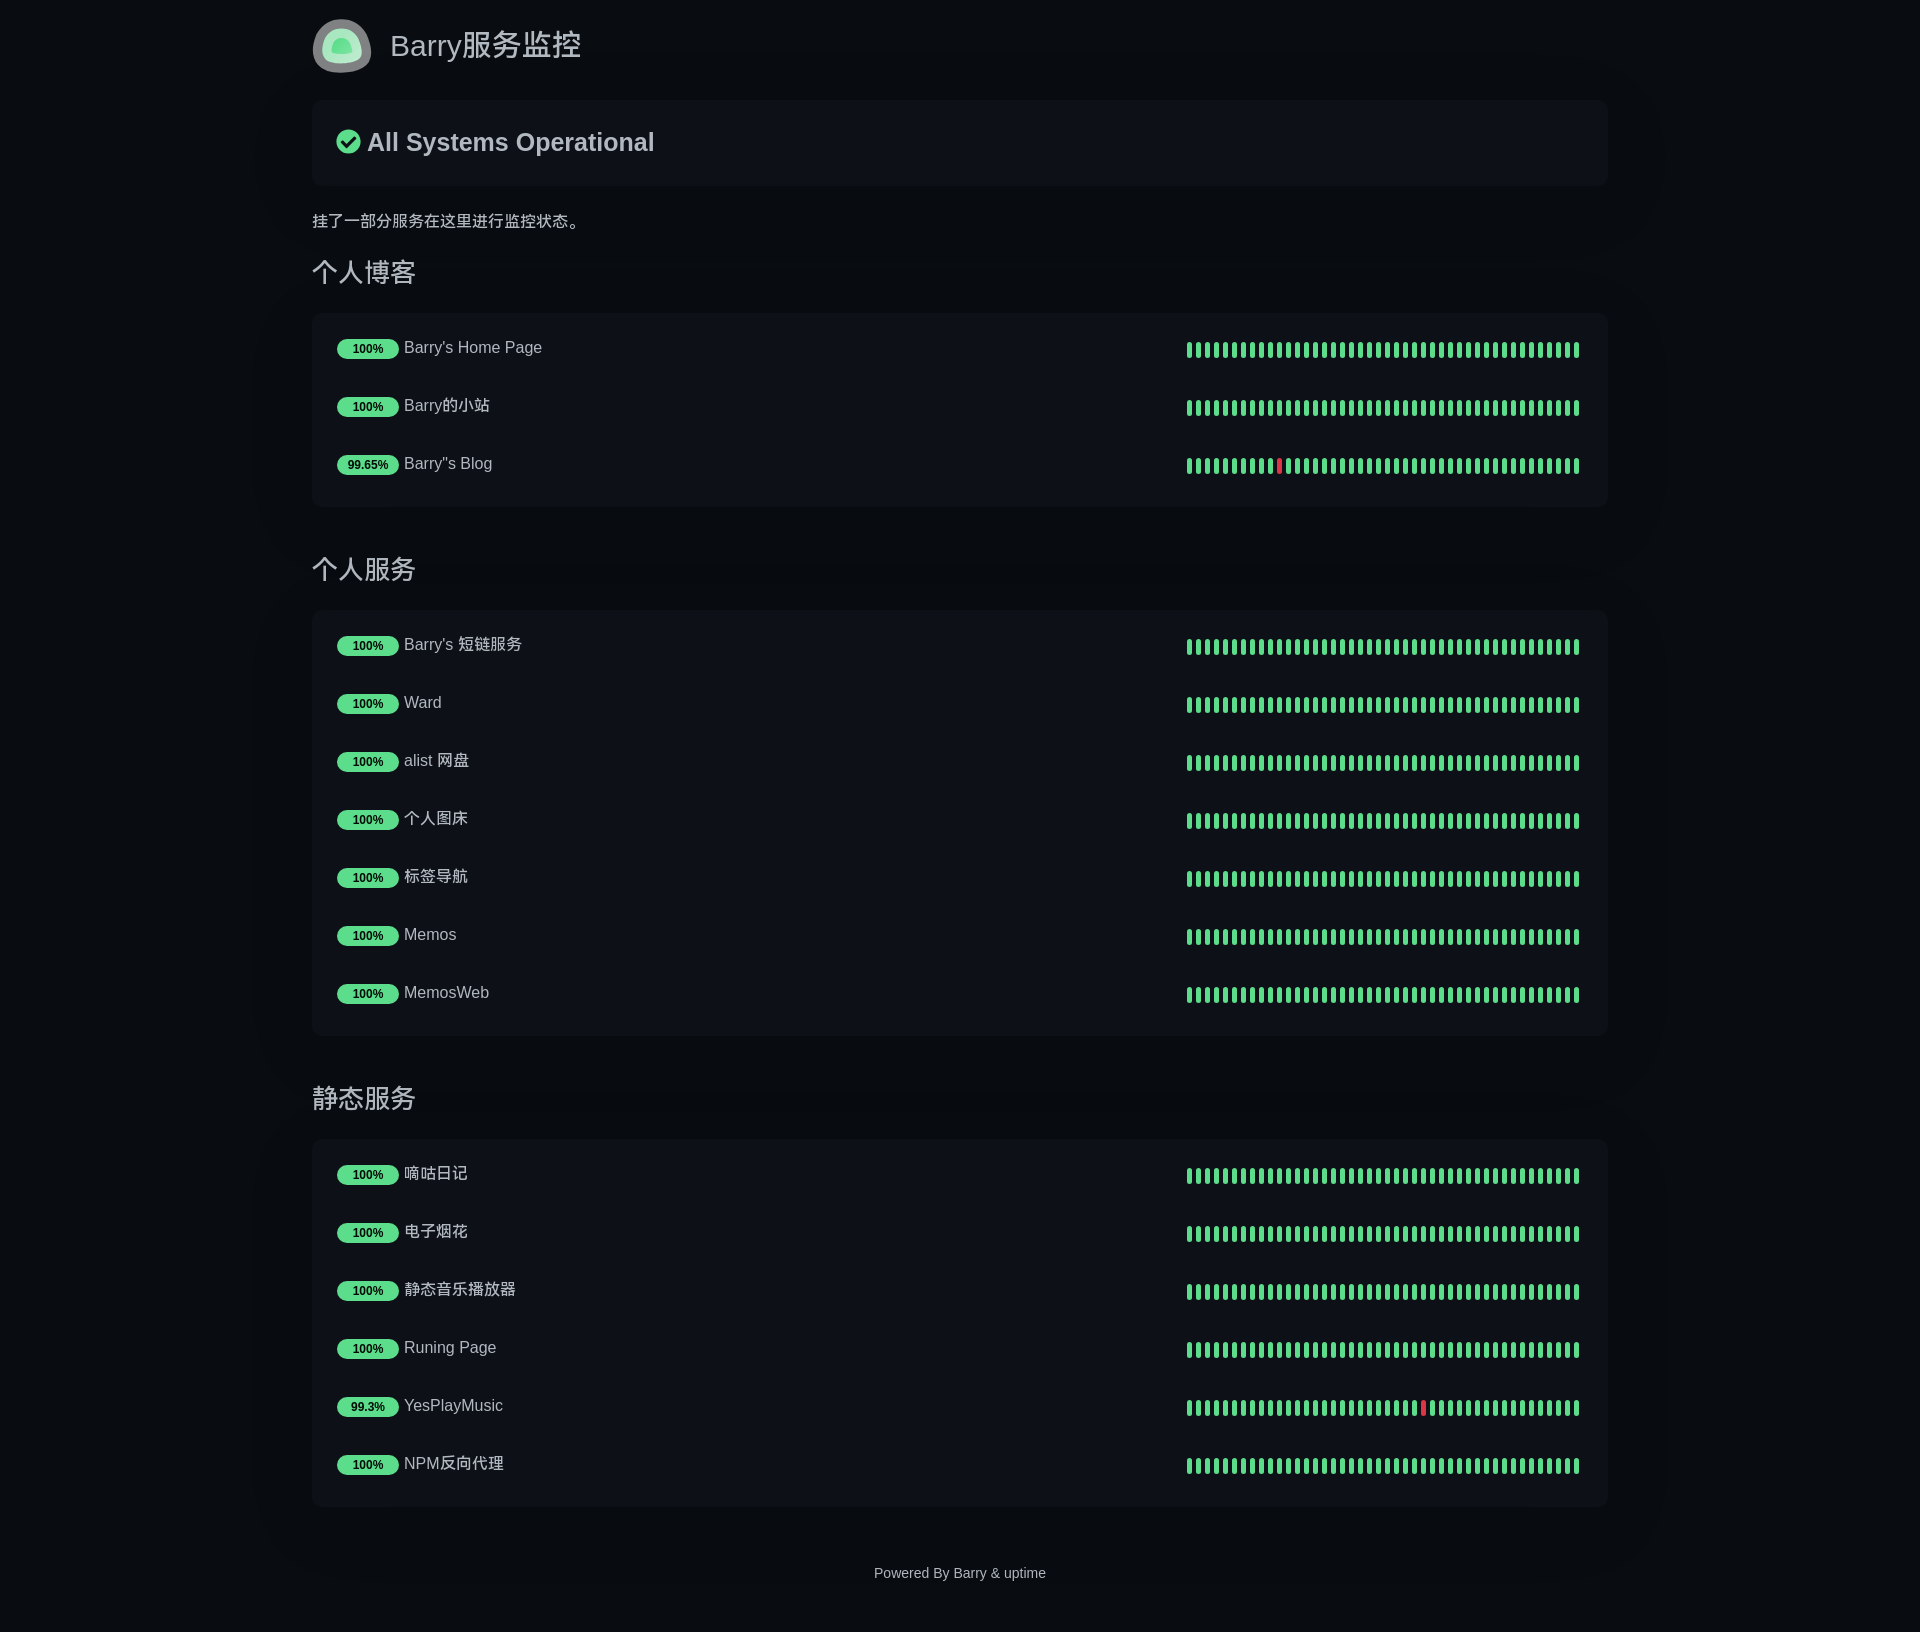 Barry服务监控
All Systems Operational
挂了一部分服务在这里进行监控状态。
个人博客
100% Barry's Home Page
100% Barry的小站
99.65% Barry"s Blog
个人服务
100% Barry's 短链服务
100% Ward
100% alist 网盘
100% 个人图床
100% 标签导航
100% Memos
100% MemosWeb
静态服务
100% 嘀咕日记
100% 电子烟花
100% 静态音乐播放器
100% Runing Page
99.3% YesPlayMusic
100% NPM反向代理
Powered By Barry & uptime